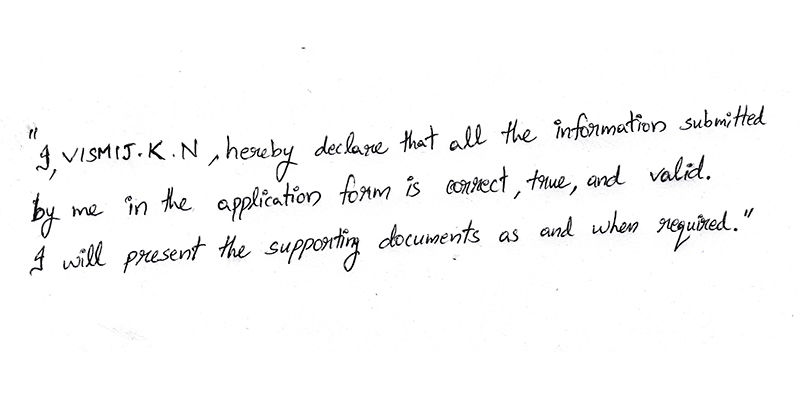 "I, VISMIJ.K.N, hereby declare that all the information submitted
by me in the application form is correct, true, and valid.
I will present the supporting documents as and when required."